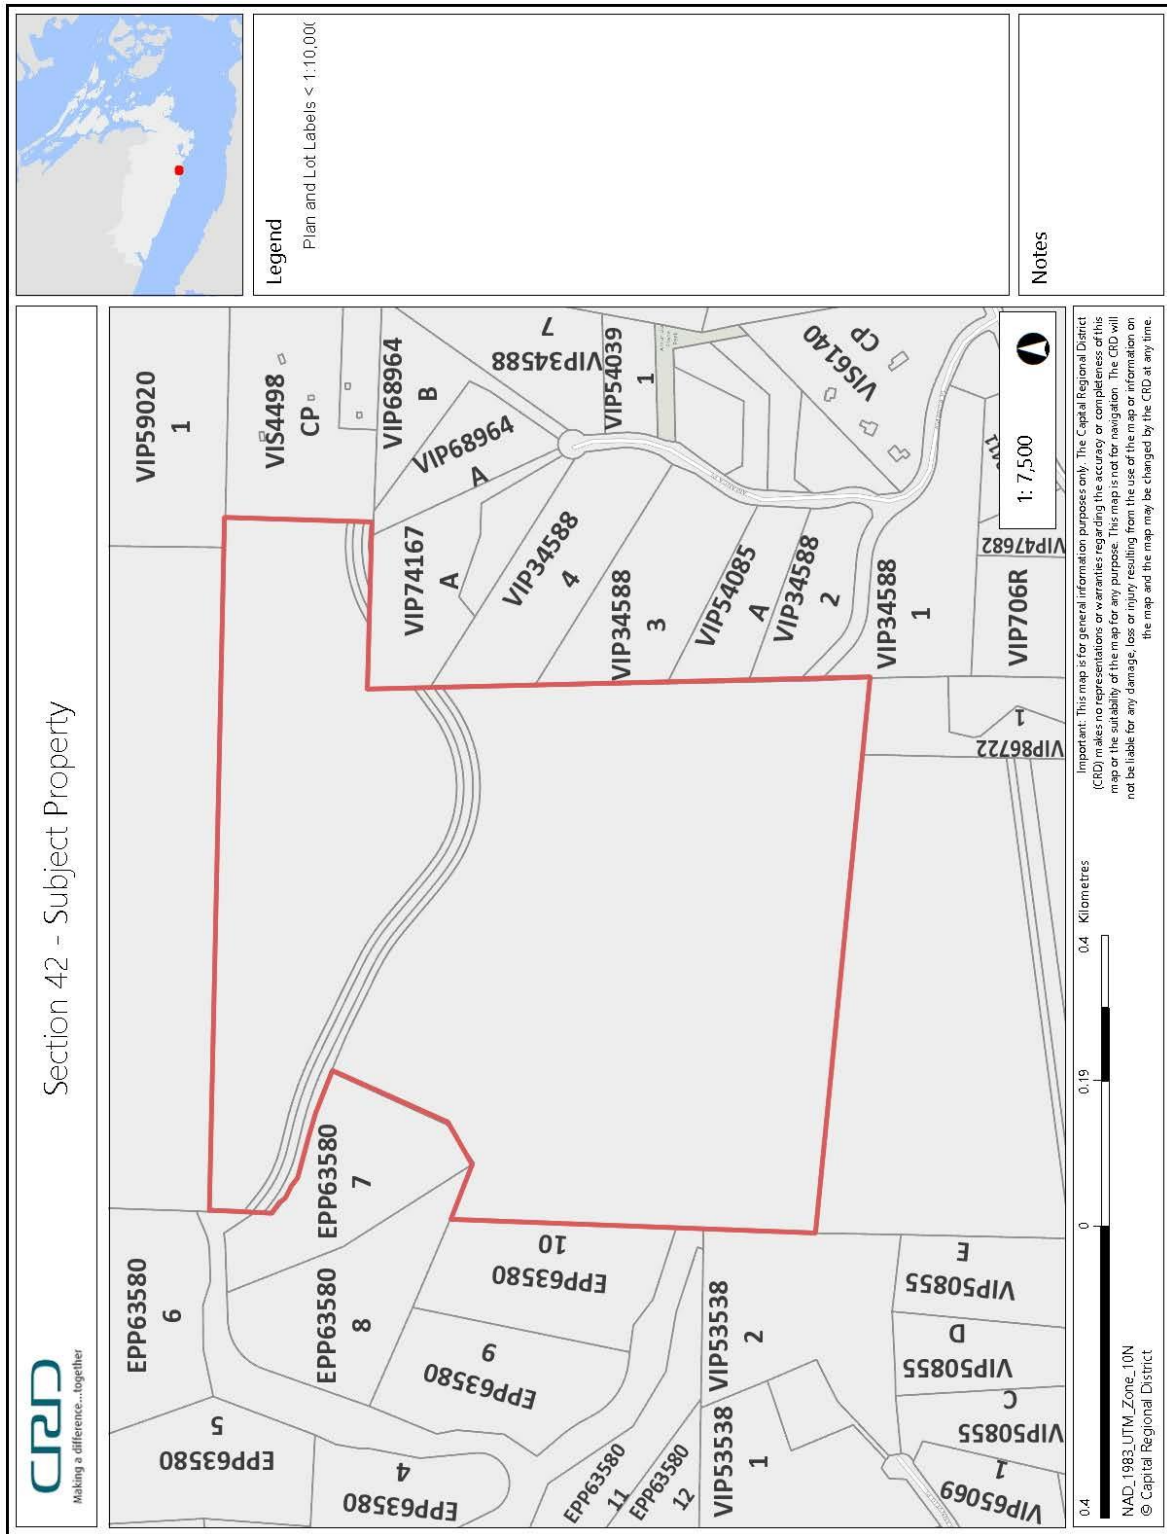 CRD
Making a difference...together
Section 42 - Subject Property
EPP63580
5
EPP63580
6
VIP59020
1
VIS4498
CP
EPP63580
4
EPP63580
8
EPP63580
7
VIP68964
B
VIP68964
A
VIP74167
A
VIP34588
7
EPP63580
9
EPP63580
10
VIP34588
4
VIP54039
1
EPP63580
11
EPP63580
12
VIP34588
3
VIP53538
1
VIP53538
2
VIP54085
A
VIP34588
2
VIS6140
CP
VIP34588
1
VIP65069
1
VIP50855
C
VIP50855
D
VIP50855
E
VIP86722
1
VIP706R
VIP47682
1: 7,500
Legend
Plan and Lot Labels < 1:10,00(
Notes
0.4
0
0.19
0.4
Kilometres
NAD_1983_UTM_Zone_10N
© Capital Regional District
Important: This map is for general information purposes only. The Capital Regional District
(CRD) makes no representations or warranties regarding the accuracy or completeness of this
map or the suitability of the map for any purpose. This map is not for navigation. The CRD will
not be liable for any damage, loss or injury resulting from the use of the map or information on
the map and the map may be changed by the CRD at any time.